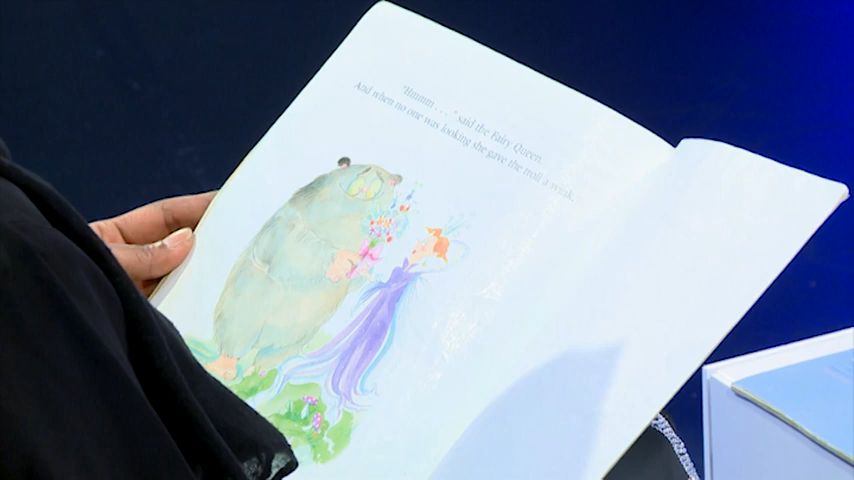 "Hmmm . . . " said the Fairy Queen.
And when no one was looking she gave the troll a wink.